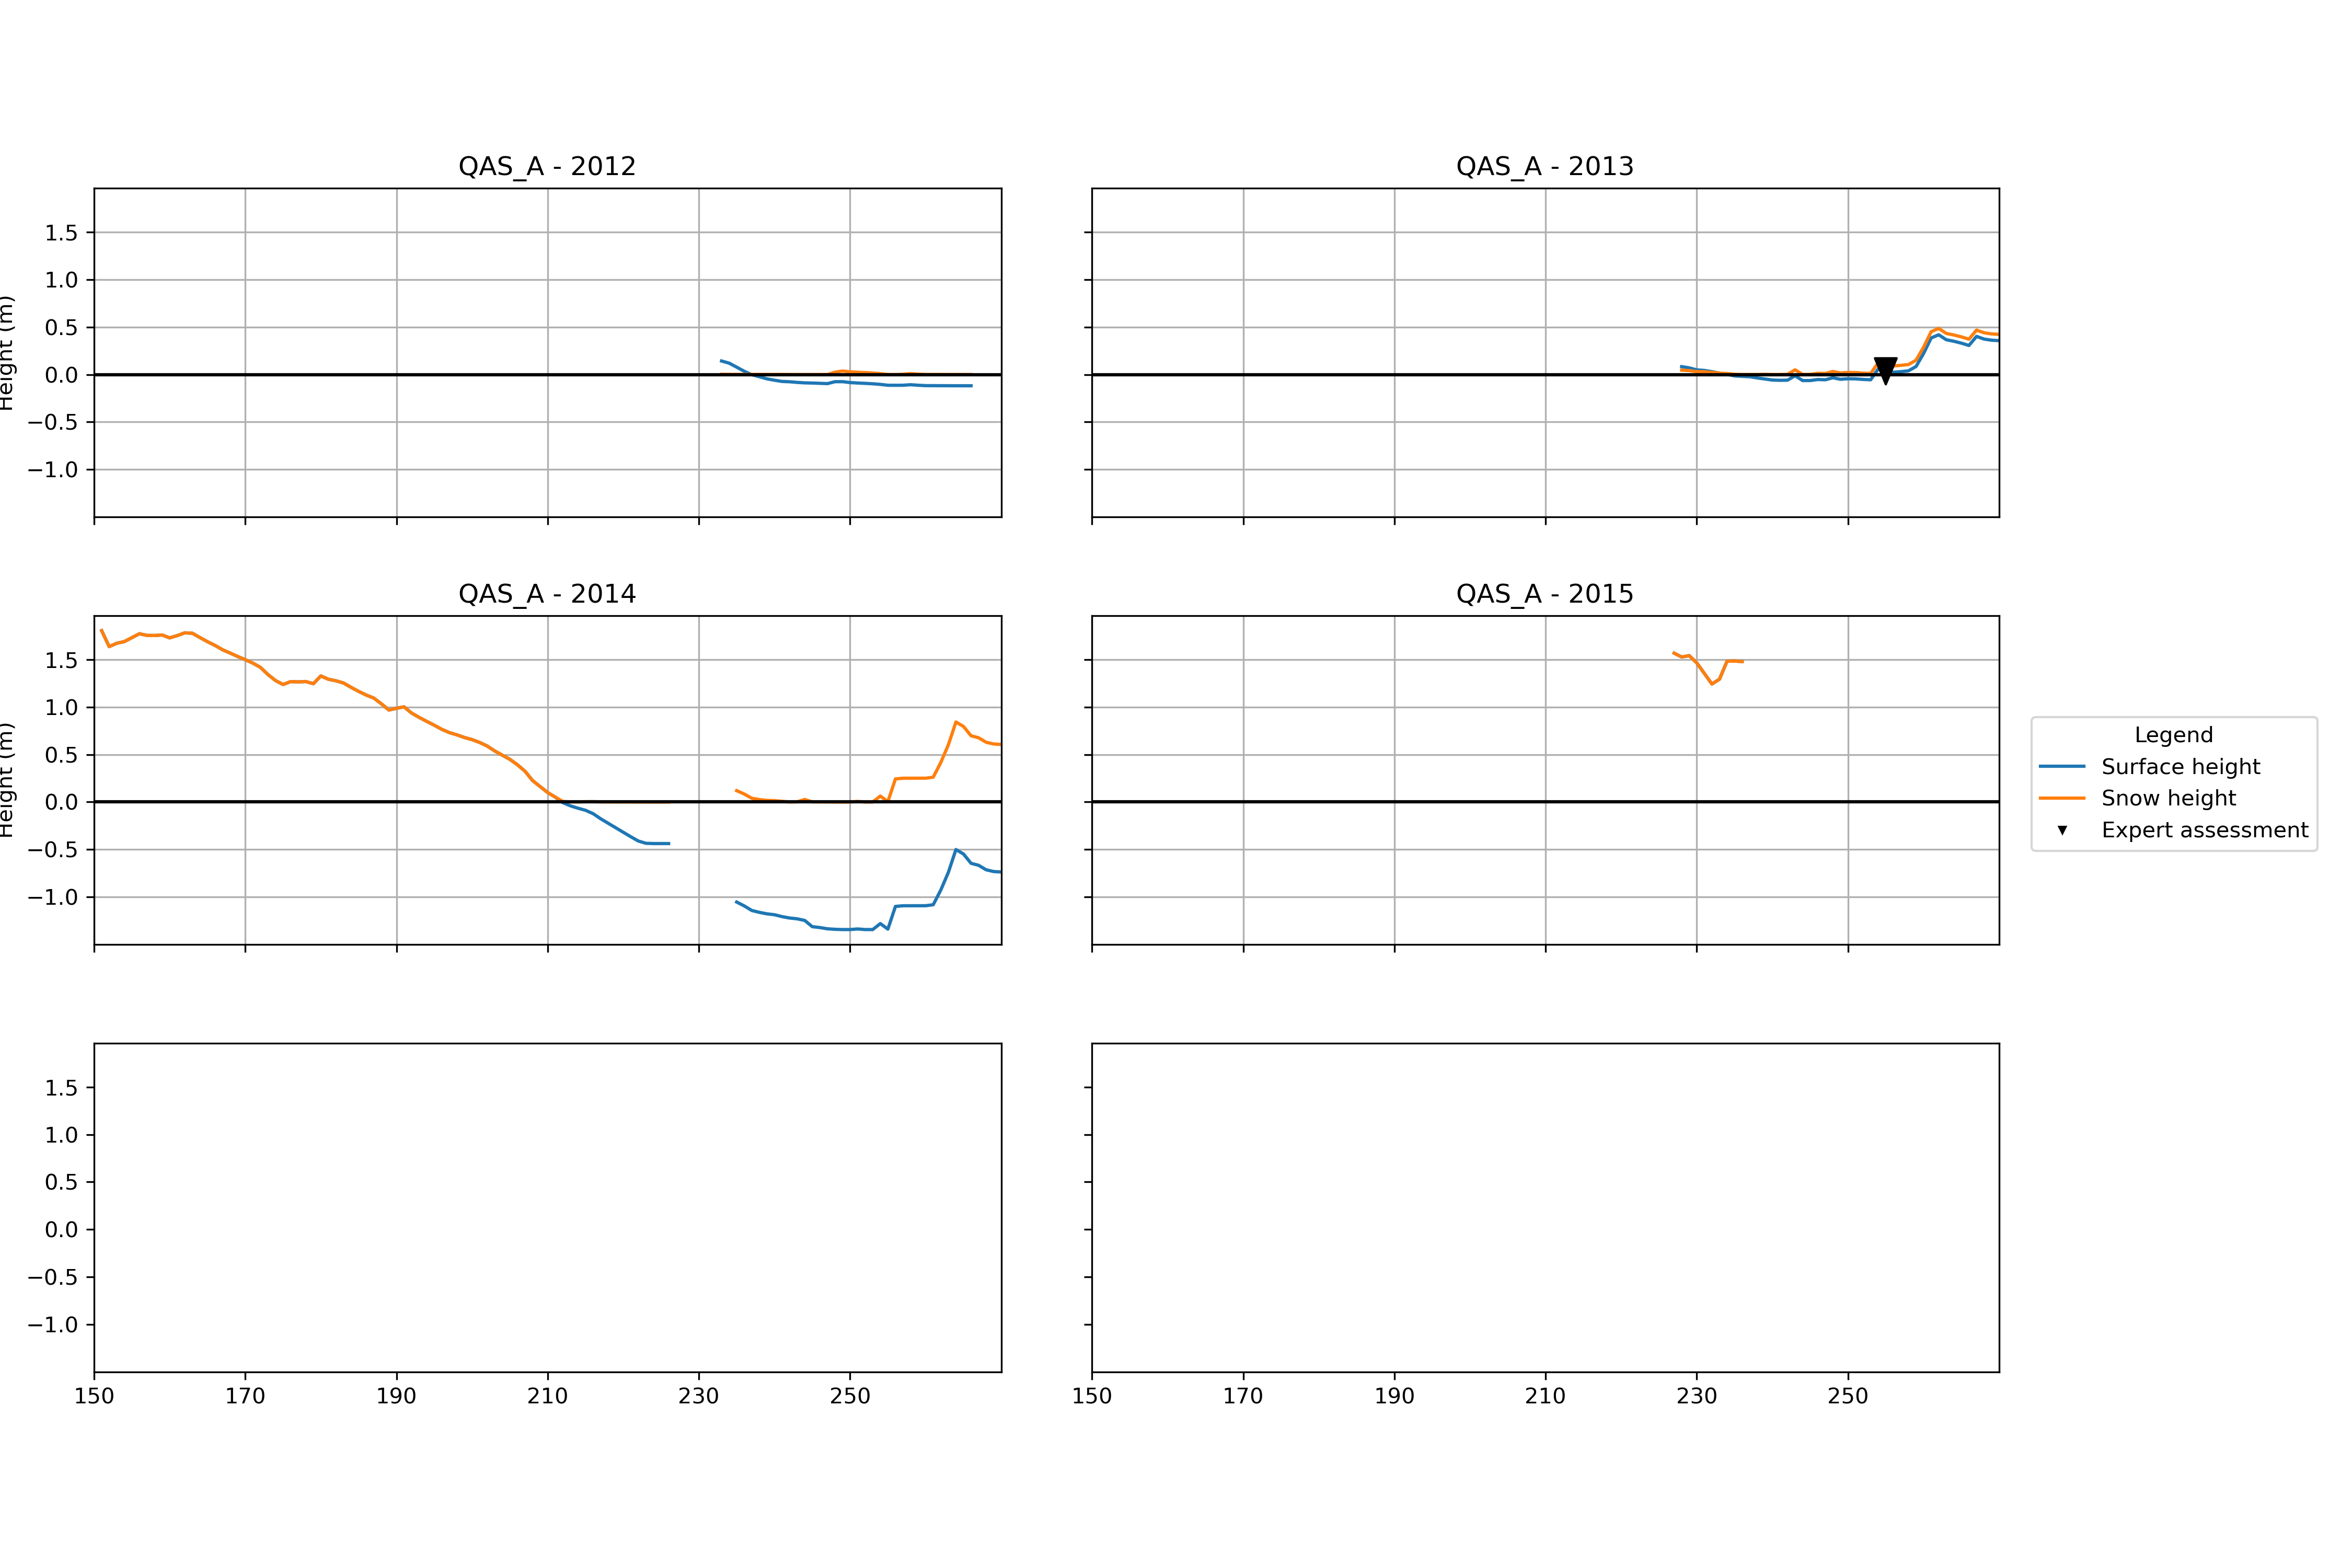 QAS_A - 2012
QAS_A - 2013
Height (m)
1.5
1.0
0.5
0.0
−0.5
−1.0
QAS_A - 2014
QAS_A - 2015
Height (m)
1.5
1.0
0.5
0.0
−0.5
−1.0
Legend
Surface height
Snow height
Expert assessment
1.5
1.0
0.5
0.0
−0.5
−1.0
150 170 190 210 230 250
150 170 190 210 230 250